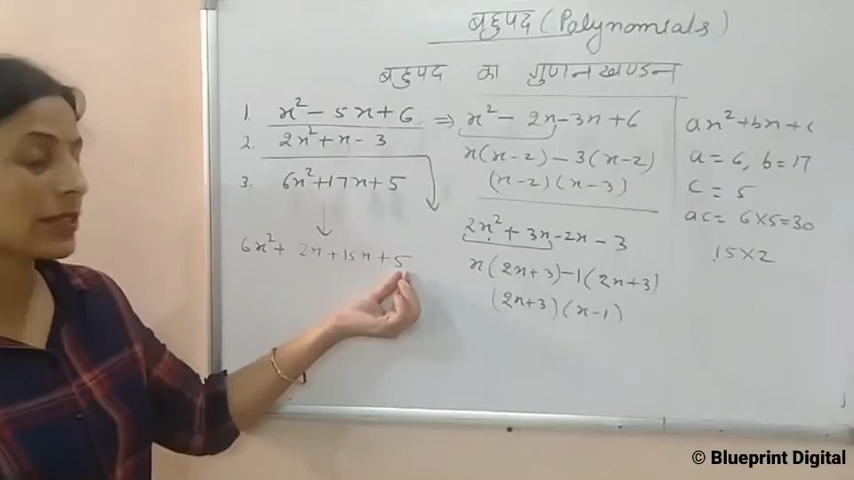 बहुपद (Polynomials)
बहुपद का गुणनखण्डन
1. x² - 5x + 6 ⇒ x² - 2x - 3x + 6
x(x-2) - 3(x-2)
(x-2)(x-3)
2. 2x² + x - 3
2x² + 3x - 2x - 3
x(2x+3) - 1(2x+3)
(2x+3)(x-1)
3. 6x² + 17x + 5
6x² + 2x + 15x + 5
ax² + bx + c
a = 6, b = 17
c = 5
ac = 6×5 = 30
15×2
© Blueprint Digital